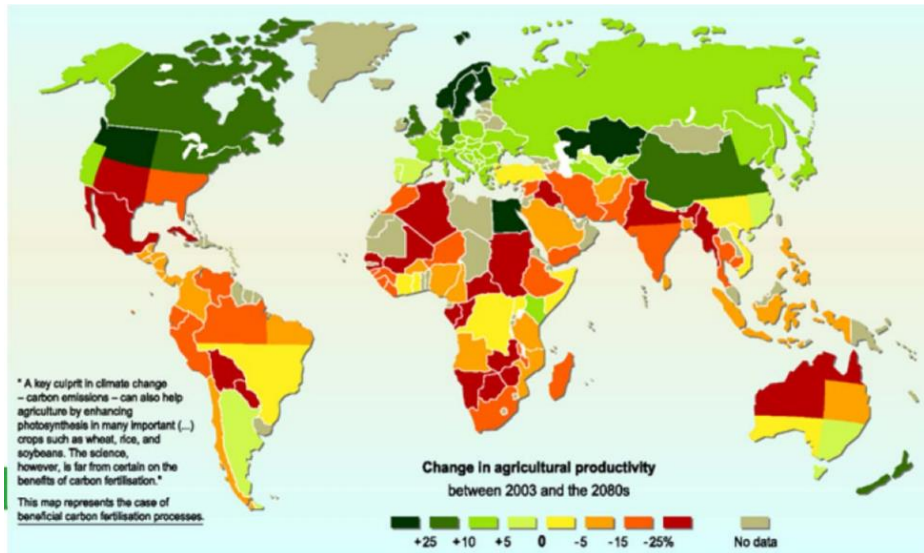 " A key culprit in climate change
– carbon emissions – can also help
agriculture by enhancing
photosynthesis in many important (...)
crops such as wheat, rice, and
soybeans. The science,
however, is far from certain on the
benefits of carbon fertilisation."
This map represents the case of
beneficial carbon fertilisation processes.
Change in agricultural productivity
between 2003 and the 2080s
+25 +10 +5 0 -5 -15 -25% No data